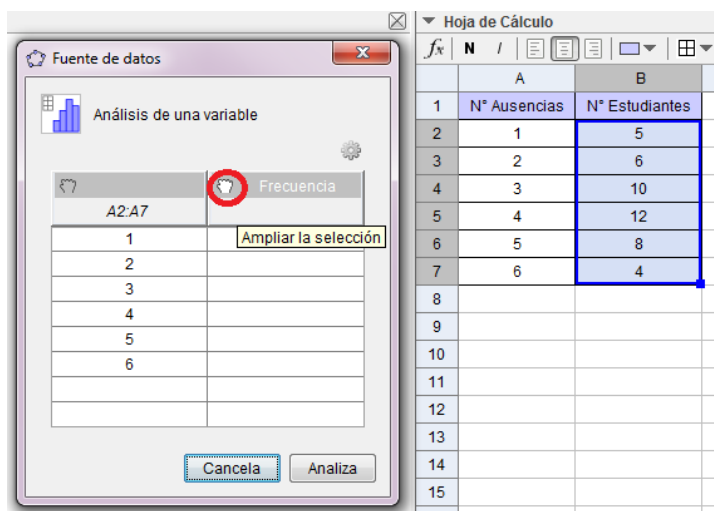 Fuente de datos
Análisis de una variable
Frecuencia
A2:A7
1
2
3
4
5
6
Ampliar la selección
Cancela Analiza
Hoja de Cálculo
fx N I
A B
1 N° Ausencias N° Estudiantes
2 1 5
3 2 6
4 3 10
5 4 12
6 5 8
7 6 4
8
9
10
11
12
13
14
15